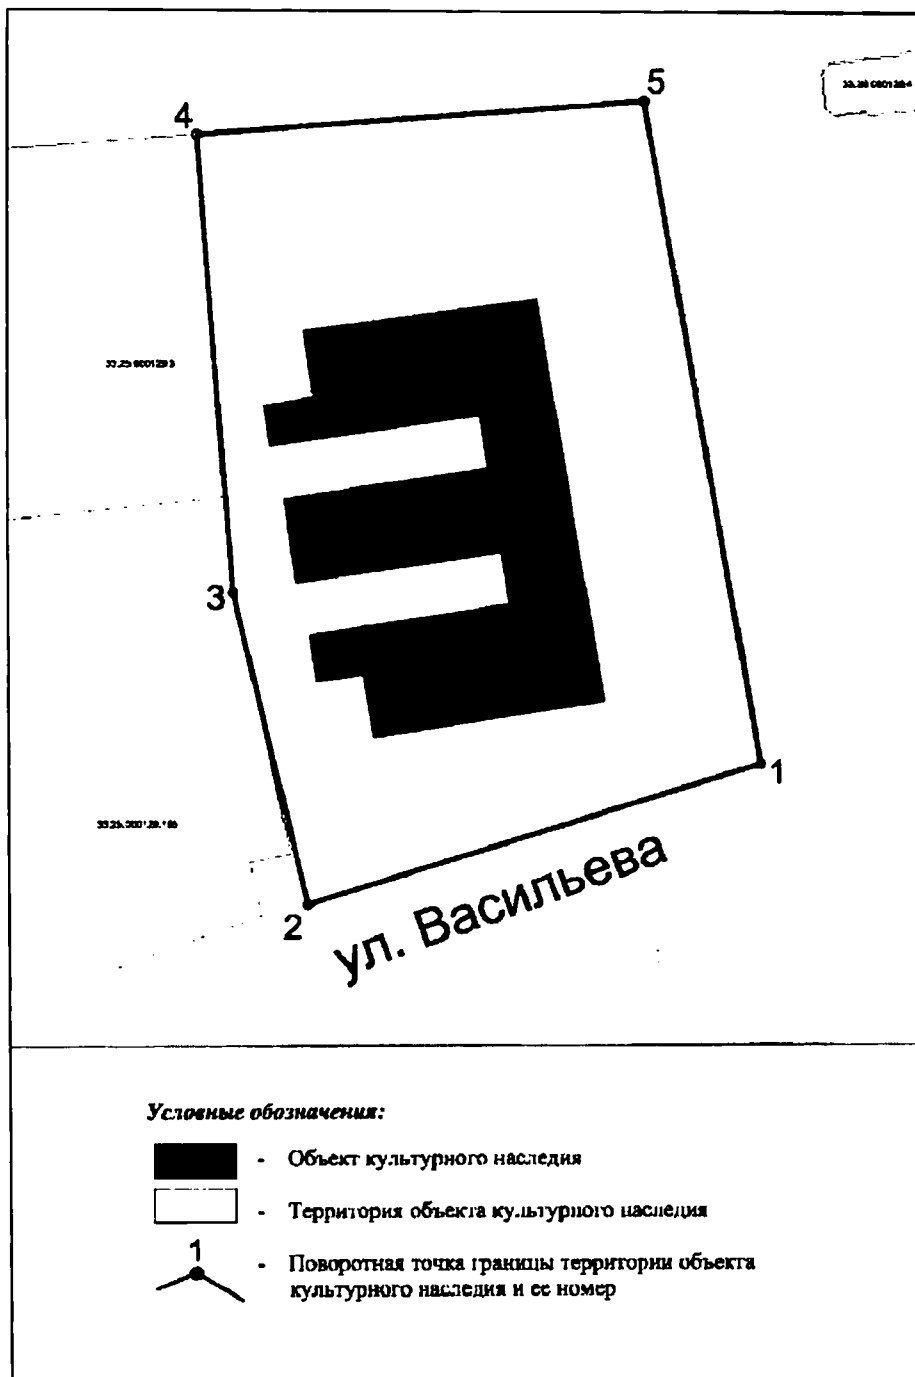 5
4
3
1
2
ул. Васильева
Условные обозначения:
- Объект культурного наследия
- Территория объекта культурного наследия
1
- Поворотная точка границы территории объекта
культурного наследия и ее номер